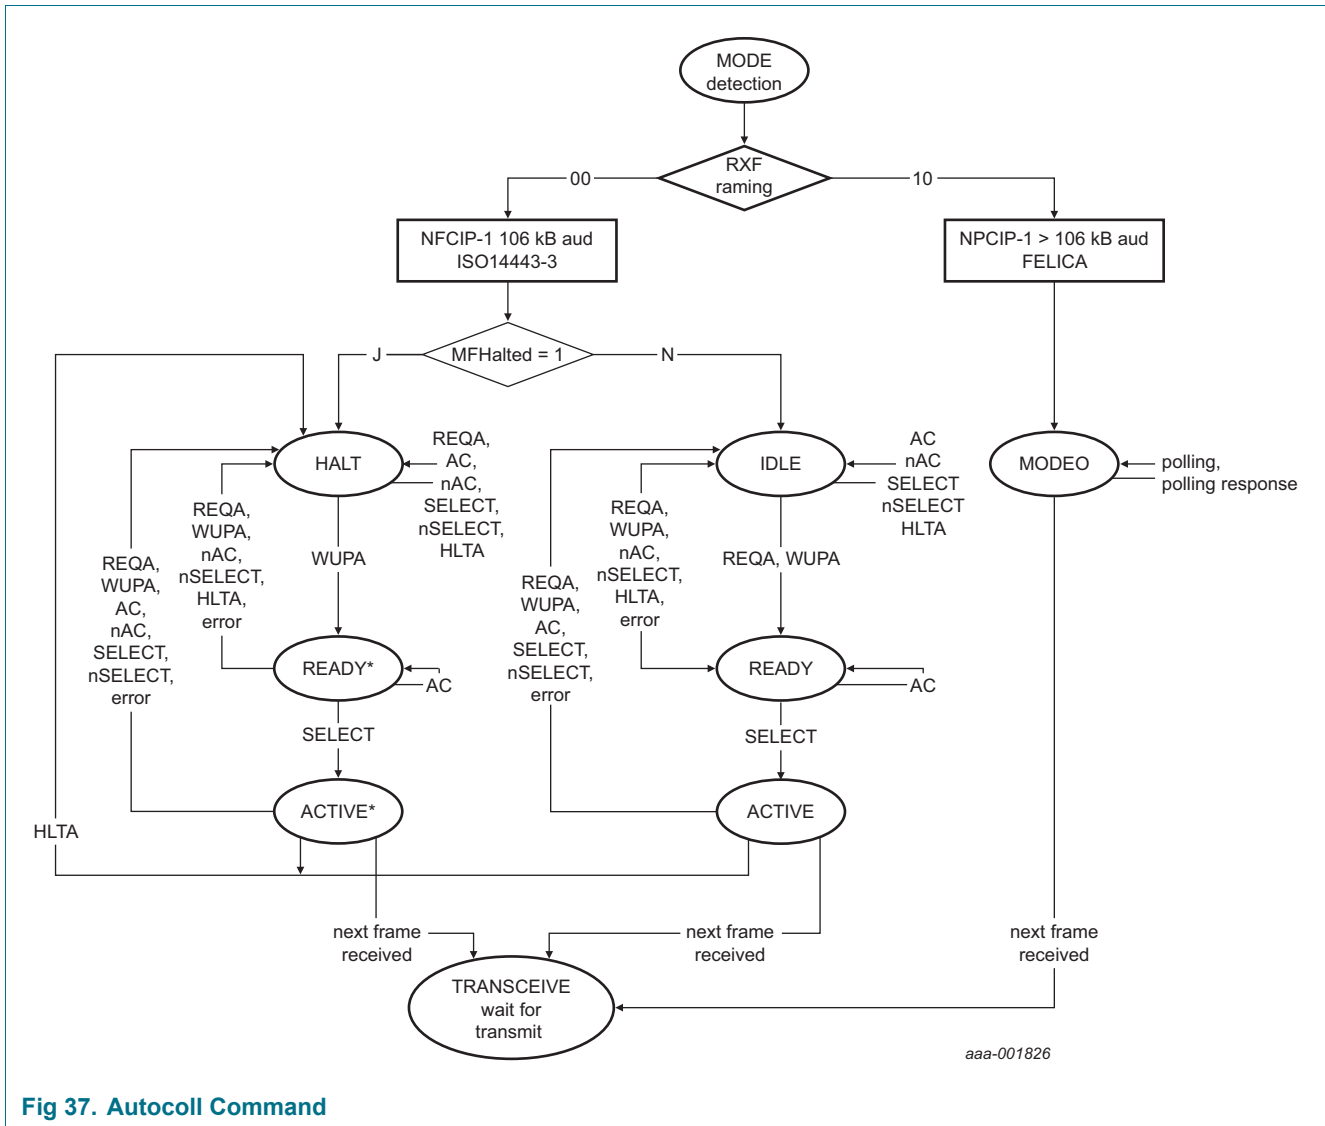 MODE
detection
RXF
raming
00
10
NFCIP-1 106 kB aud
ISO14443-3
NPCIP-1 > 106 kB aud
FELICA
MFHalted = 1
J
N
HALT
REQA,
AC,
nAC,
SELECT,
nSELECT,
HLTA
IDLE
AC
nAC
SELECT
nSELECT
HLTA
MODEO
polling,
polling response
REQA,
WUPA,
AC,
nAC,
SELECT,
nSELECT,
error
REQA,
WUPA,
nAC,
nSELECT,
HLTA,
error
WUPA
REQA,
WUPA,
AC,
SELECT,
nSELECT,
error
REQA,
WUPA,
nAC,
nSELECT,
HLTA,
error
REQA, WUPA
READY*
AC
READY
AC
SELECT
SELECT
ACTIVE*
ACTIVE
HLTA
next frame
received
next frame
received
next frame
received
TRANSCEIVE
wait for
transmit
aaa-001826
Fig 37. Autocoll Command